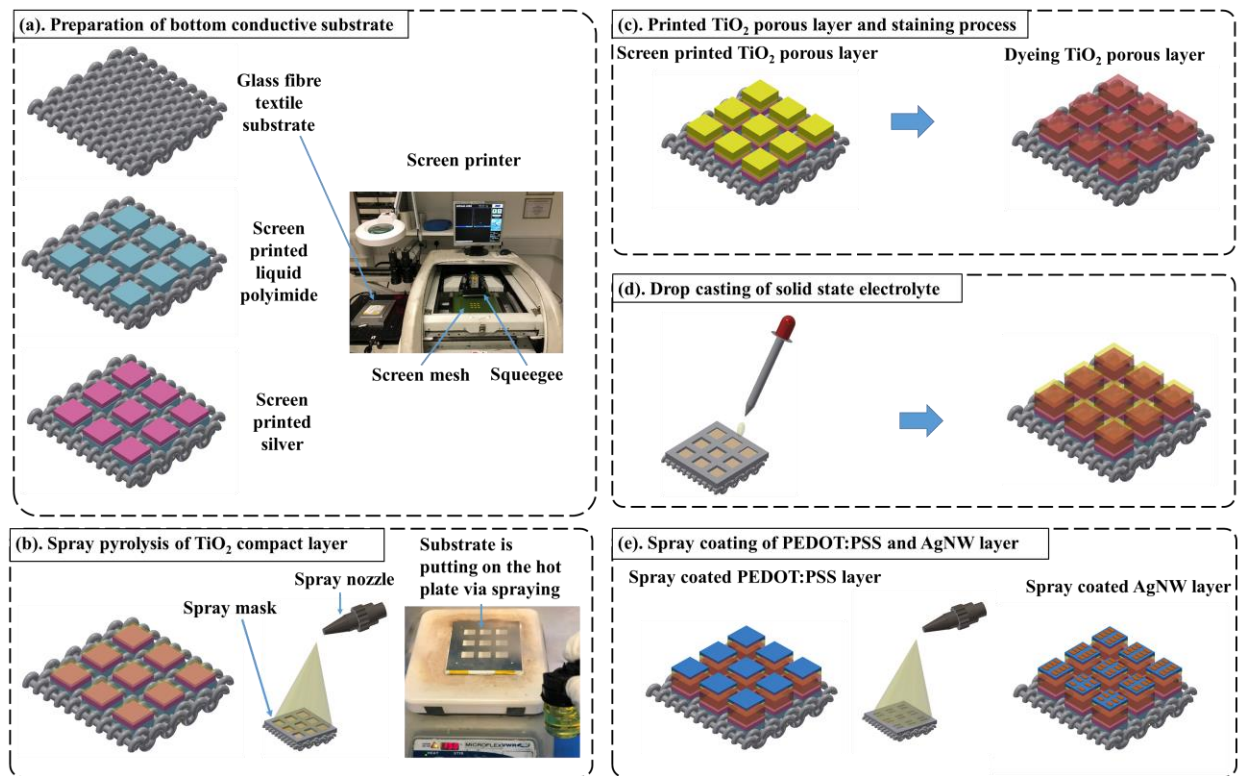 (a). Preparation of bottom conductive substrate
Glass fibre
textile
substrate
Screen printer
Screen
printed
liquid
polyimide
Screen mesh
Squeegee
Screen
printed
silver
(b). Spray pyrolysis of TiO₂ compact layer
Spray nozzle
Spray mask
Substrate is
putting on the hot
plate via spraying
(c). Printed TiO₂ porous layer and staining process
Screen printed TiO₂ porous layer
Dyeing TiO₂ porous layer
(d). Drop casting of solid state electrolyte
(e). Spray coating of PEDOT:PSS and AgNW layer
Spray coated PEDOT:PSS layer
Spray coated AgNW layer